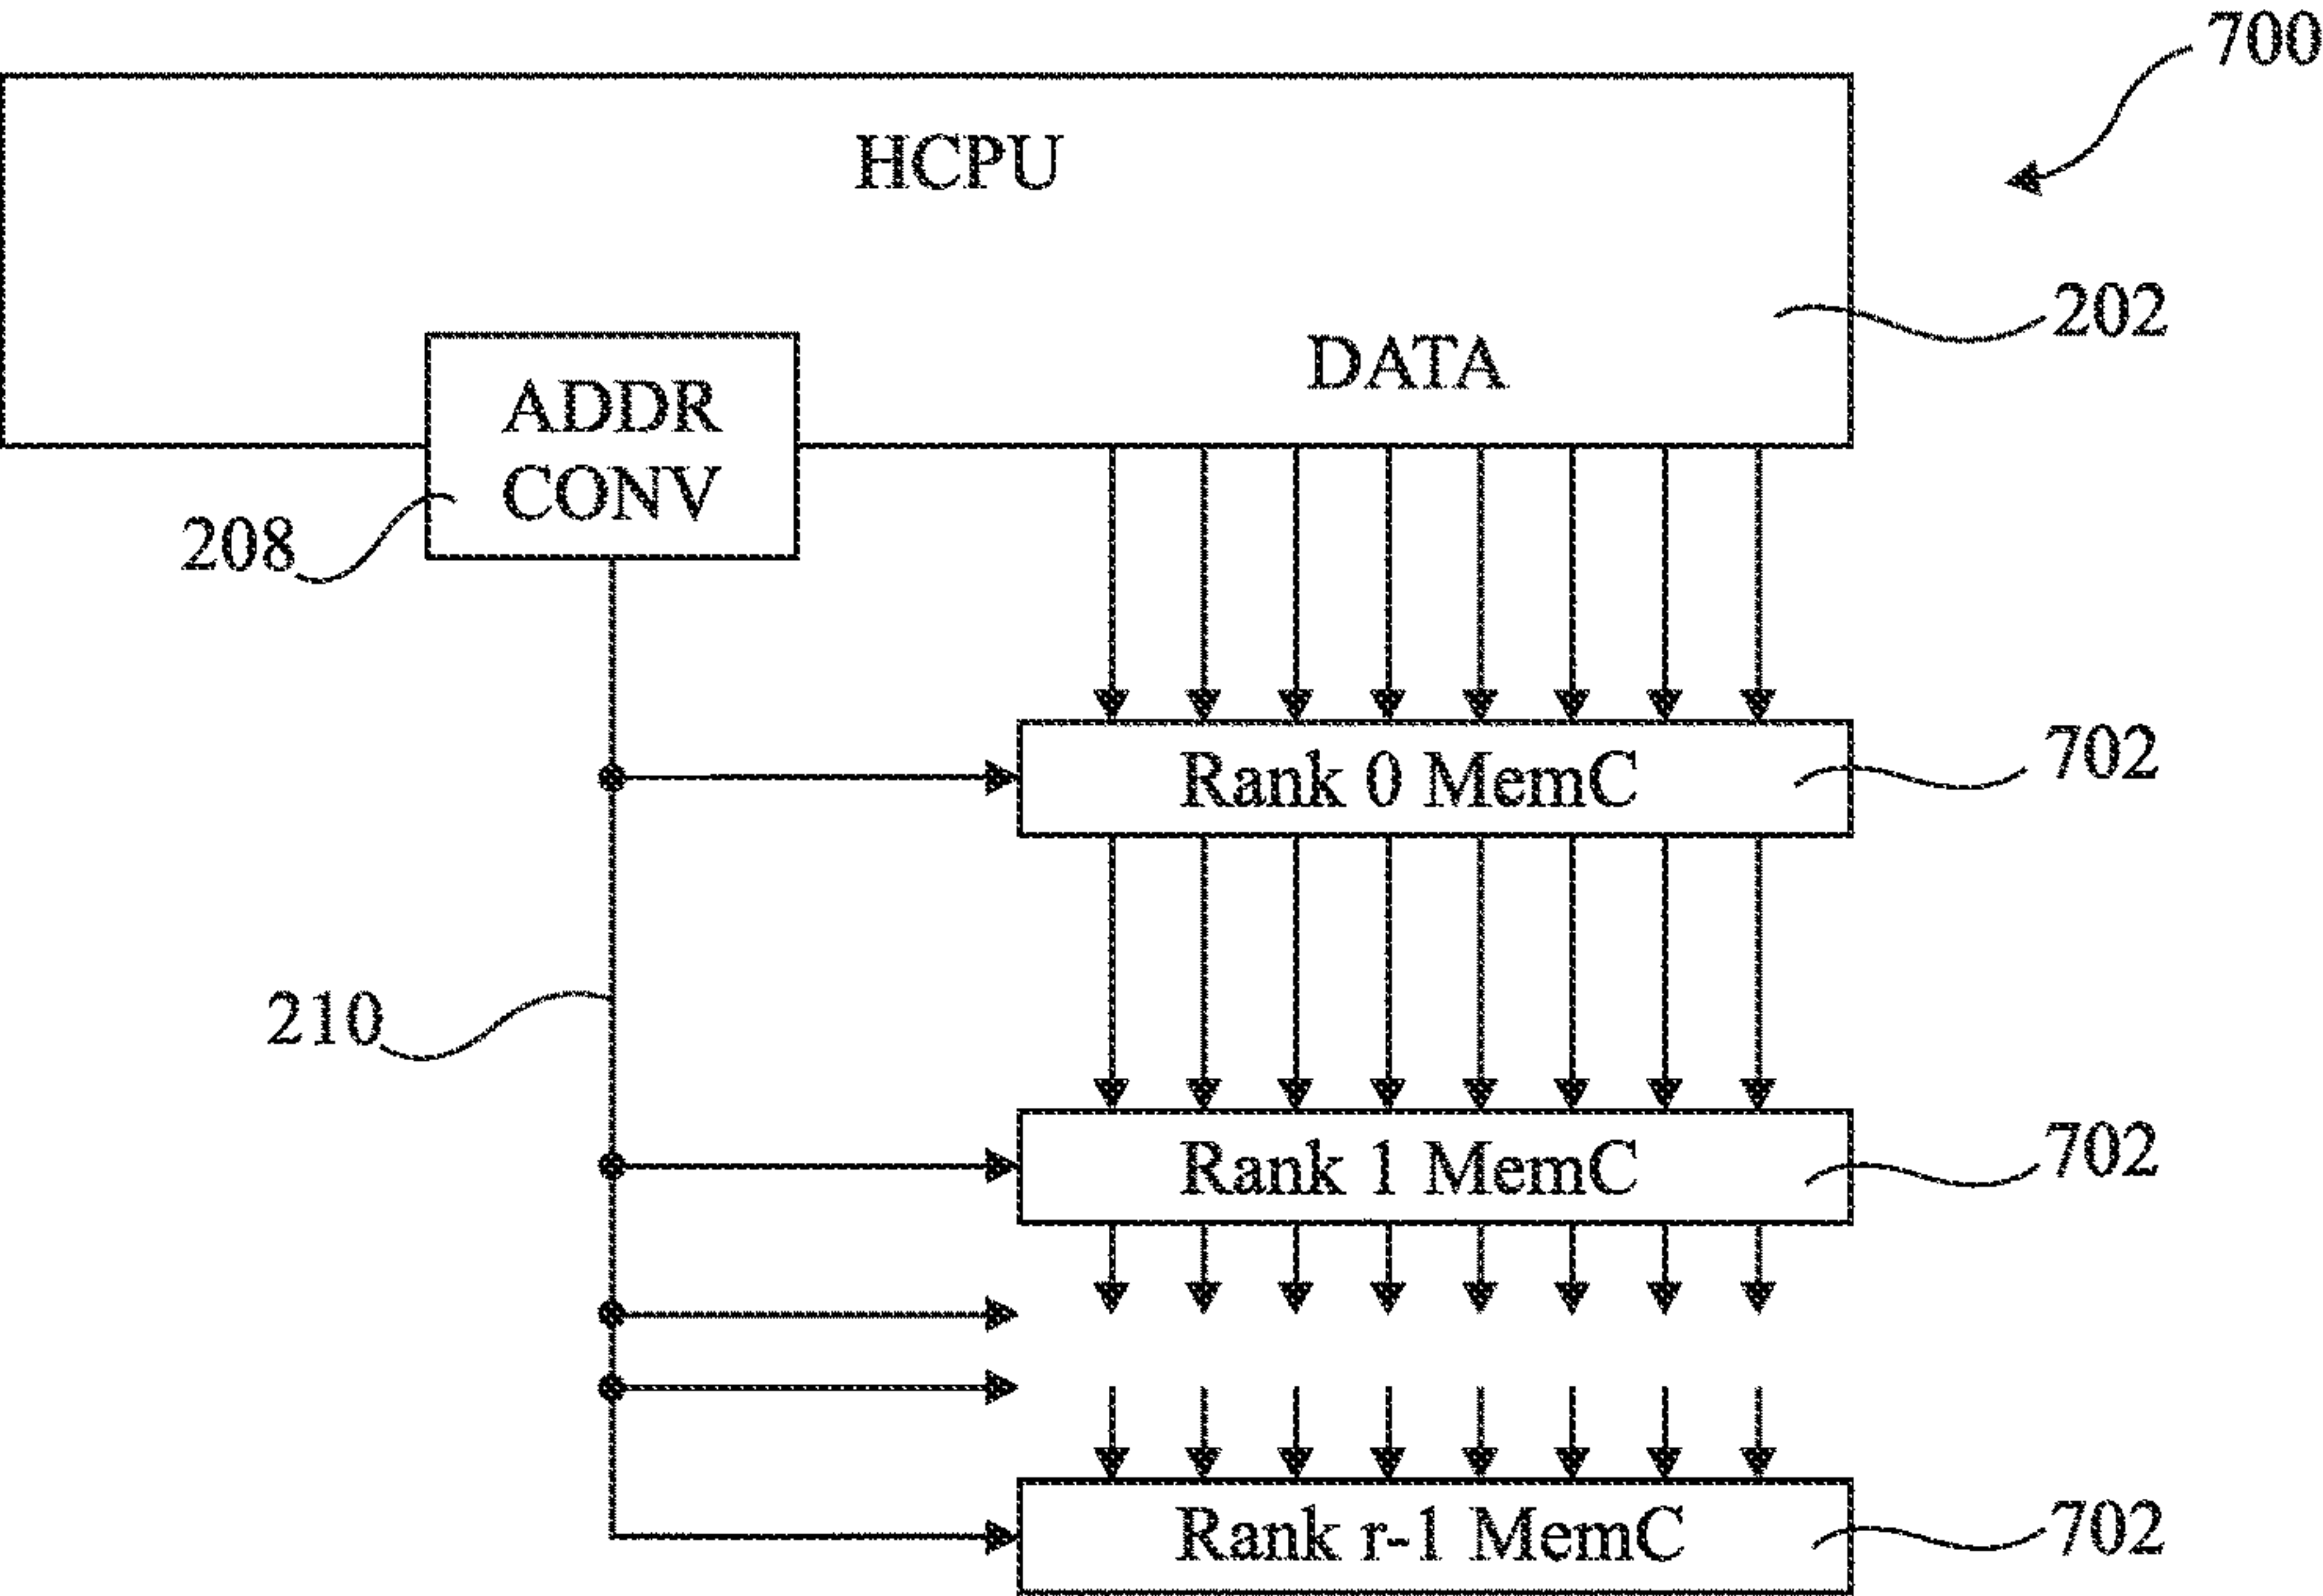 700
HCPU
202
DATA
ADDR
CONV
208
Rank 0 MemC
702
210
Rank 1 MemC
702
Rank r-1 MemC
702